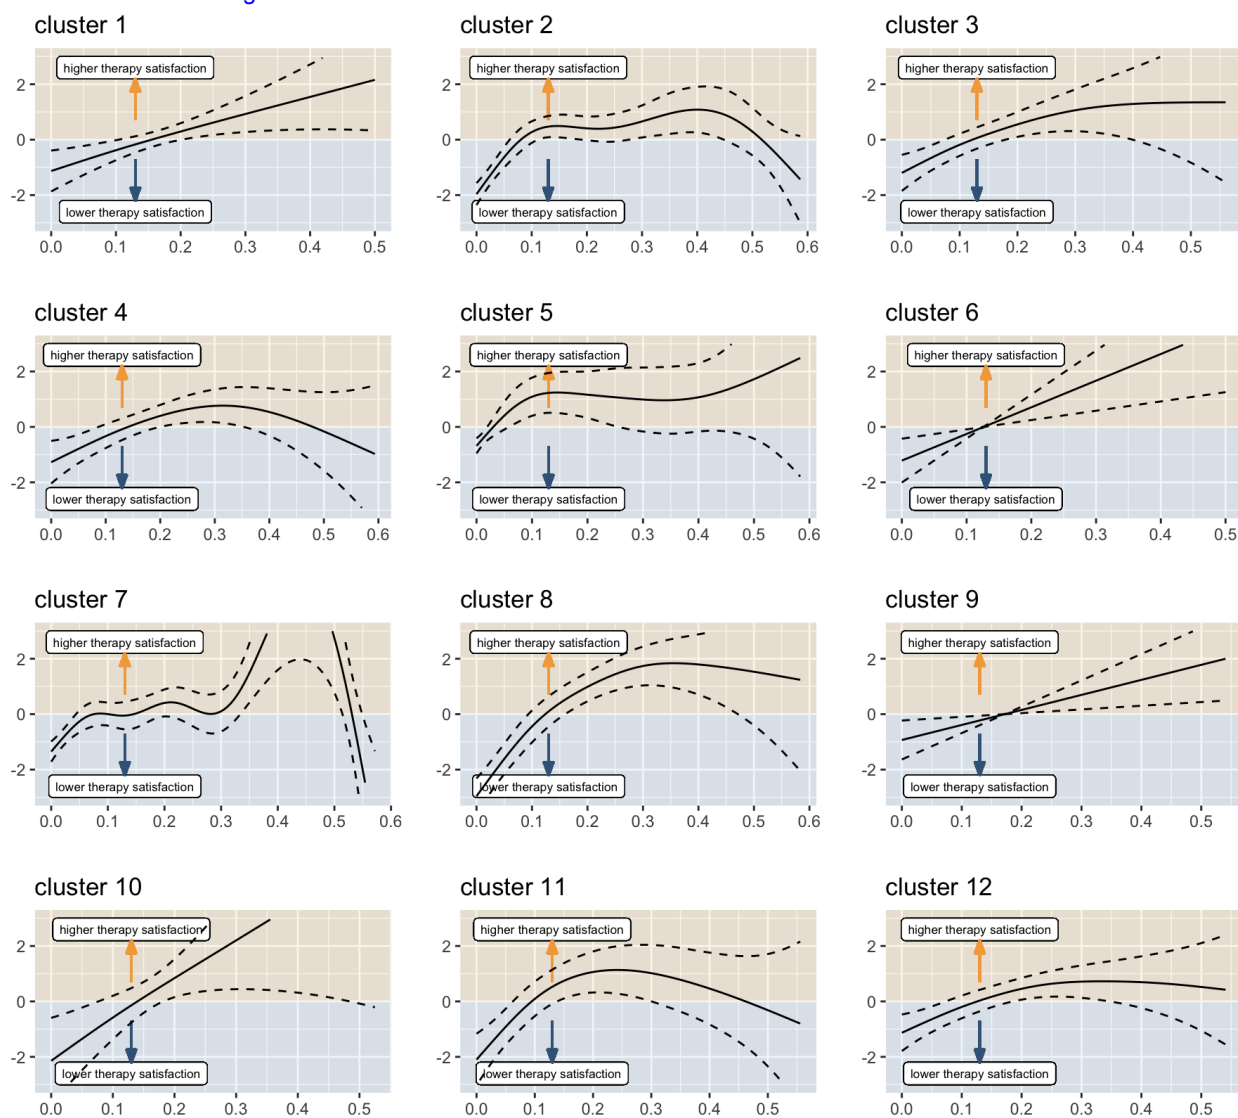 g
cluster 1
cluster 2
cluster 3
higher therapy satisfaction
higher therapy satisfaction
higher therapy satisfaction
2
0
-2
2
0
-2
2
0
-2
lower therapy satisfaction
lower therapy satisfaction
lower therapy satisfaction
0.0 0.1 0.2 0.3 0.4 0.5
0.0 0.1 0.2 0.3 0.4 0.5 0.6
0.0 0.1 0.2 0.3 0.4 0.5
cluster 4
cluster 5
cluster 6
higher therapy satisfaction
higher therapy satisfaction
higher therapy satisfaction
2
0
-2
2
0
-2
2
0
-2
lower therapy satisfaction
lower therapy satisfaction
lower therapy satisfaction
0.0 0.1 0.2 0.3 0.4 0.5 0.6
0.0 0.1 0.2 0.3 0.4 0.5 0.6
0.0 0.1 0.2 0.3 0.4 0.5
cluster 7
cluster 8
cluster 9
higher therapy satisfaction
higher therapy satisfaction
higher therapy satisfaction
2
0
-2
2
0
-2
2
0
-2
lower therapy satisfaction
lower therapy satisfaction
lower therapy satisfaction
0.0 0.1 0.2 0.3 0.4 0.5 0.6
0.0 0.1 0.2 0.3 0.4 0.5 0.6
0.0 0.1 0.2 0.3 0.4 0.5
cluster 10
cluster 11
cluster 12
higher therapy satisfaction
higher therapy satisfaction
higher therapy satisfaction
2
0
-2
2
0
-2
2
0
-2
lower therapy satisfaction
lower therapy satisfaction
lower therapy satisfaction
0.0 0.1 0.2 0.3 0.4 0.5
0.0 0.1 0.2 0.3 0.4 0.5
0.0 0.1 0.2 0.3 0.4 0.5